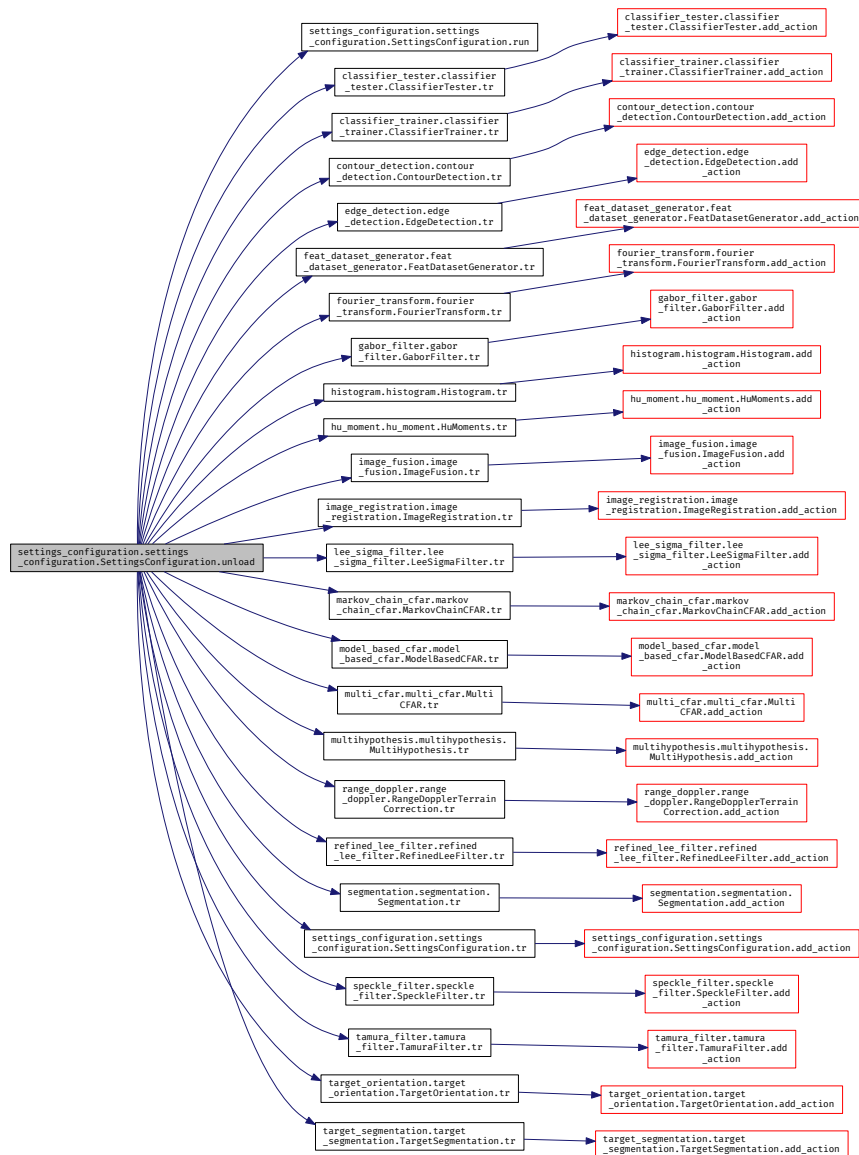 settings_configuration.settings
_configuration.SettingsConfiguration.unload
settings_configuration.settings
_configuration.SettingsConfiguration.run
classifier_tester.classifier
_tester.ClassifierTester.tr
classifier_tester.classifier
_tester.ClassifierTester.add_action
classifier_trainer.classifier
_trainer.ClassifierTrainer.tr
classifier_trainer.classifier
_trainer.ClassifierTrainer.add_action
contour_detection.contour
_detection.ContourDetection.tr
contour_detection.contour
_detection.ContourDetection.add_action
edge_detection.edge
_detection.EdgeDetection.tr
edge_detection.edge
_detection.EdgeDetection.add
_action
feat_dataset_generator.feat
_dataset_generator.FeatDatasetGenerator.tr
feat_dataset_generator.feat
_dataset_generator.FeatDatasetGenerator.add_action
fourier_transform.fourier
_transform.FourierTransform.tr
fourier_transform.fourier
_transform.FourierTransform.add_action
gabor_filter.gabor
_filter.GaborFilter.tr
gabor_filter.gabor
_filter.GaborFilter.add
_action
histogram.histogram.Histogram.tr
histogram.histogram.Histogram.add
_action
hu_moment.hu_moment.HuMoments.tr
hu_moment.hu_moment.HuMoments.add
_action
image_fusion.image
_fusion.ImageFusion.tr
image_fusion.image
_fusion.ImageFusion.add
_action
image_registration.image
_registration.ImageRegistration.tr
image_registration.image
_registration.ImageRegistration.add_action
lee_sigma_filter.lee
_sigma_filter.LeeSigmaFilter.tr
lee_sigma_filter.lee
_sigma_filter.LeeSigmaFilter.add
_action
markov_chain_cfar.markov
_chain_cfar.MarkovChainCFAR.tr
markov_chain_cfar.markov
_chain_cfar.MarkovChainCFAR.add_action
model_based_cfar.model
_based_cfar.ModelBasedCFAR.tr
model_based_cfar.model
_based_cfar.ModelBasedCFAR.add
_action
multi_cfar.multi_cfar.Multi
CFAR.tr
multi_cfar.multi_cfar.Multi
CFAR.add_action
multihypothesis.multihypothesis.
MultiHypothesis.tr
multihypothesis.multihypothesis.
MultiHypothesis.add_action
range_doppler.range
_doppler.RangeDopplerTerrain
Correction.tr
range_doppler.range
_doppler.RangeDopplerTerrain
Correction.add_action
refined_lee_filter.refined
_lee_filter.RefinedLeeFilter.tr
refined_lee_filter.refined
_lee_filter.RefinedLeeFilter.add_action
segmentation.segmentation.
Segmentation.tr
segmentation.segmentation.
Segmentation.add_action
settings_configuration.settings
_configuration.SettingsConfiguration.tr
settings_configuration.settings
_configuration.SettingsConfiguration.add_action
speckle_filter.speckle
_filter.SpeckleFilter.tr
speckle_filter.speckle
_filter.SpeckleFilter.add
_action
tamura_filter.tamura
_filter.TamuraFilter.tr
tamura_filter.tamura
_filter.TamuraFilter.add
_action
target_orientation.target
_orientation.TargetOrientation.tr
target_orientation.target
_orientation.TargetOrientation.add_action
target_segmentation.target
_segmentation.TargetSegmentation.tr
target_segmentation.target
_segmentation.TargetSegmentation.add_action